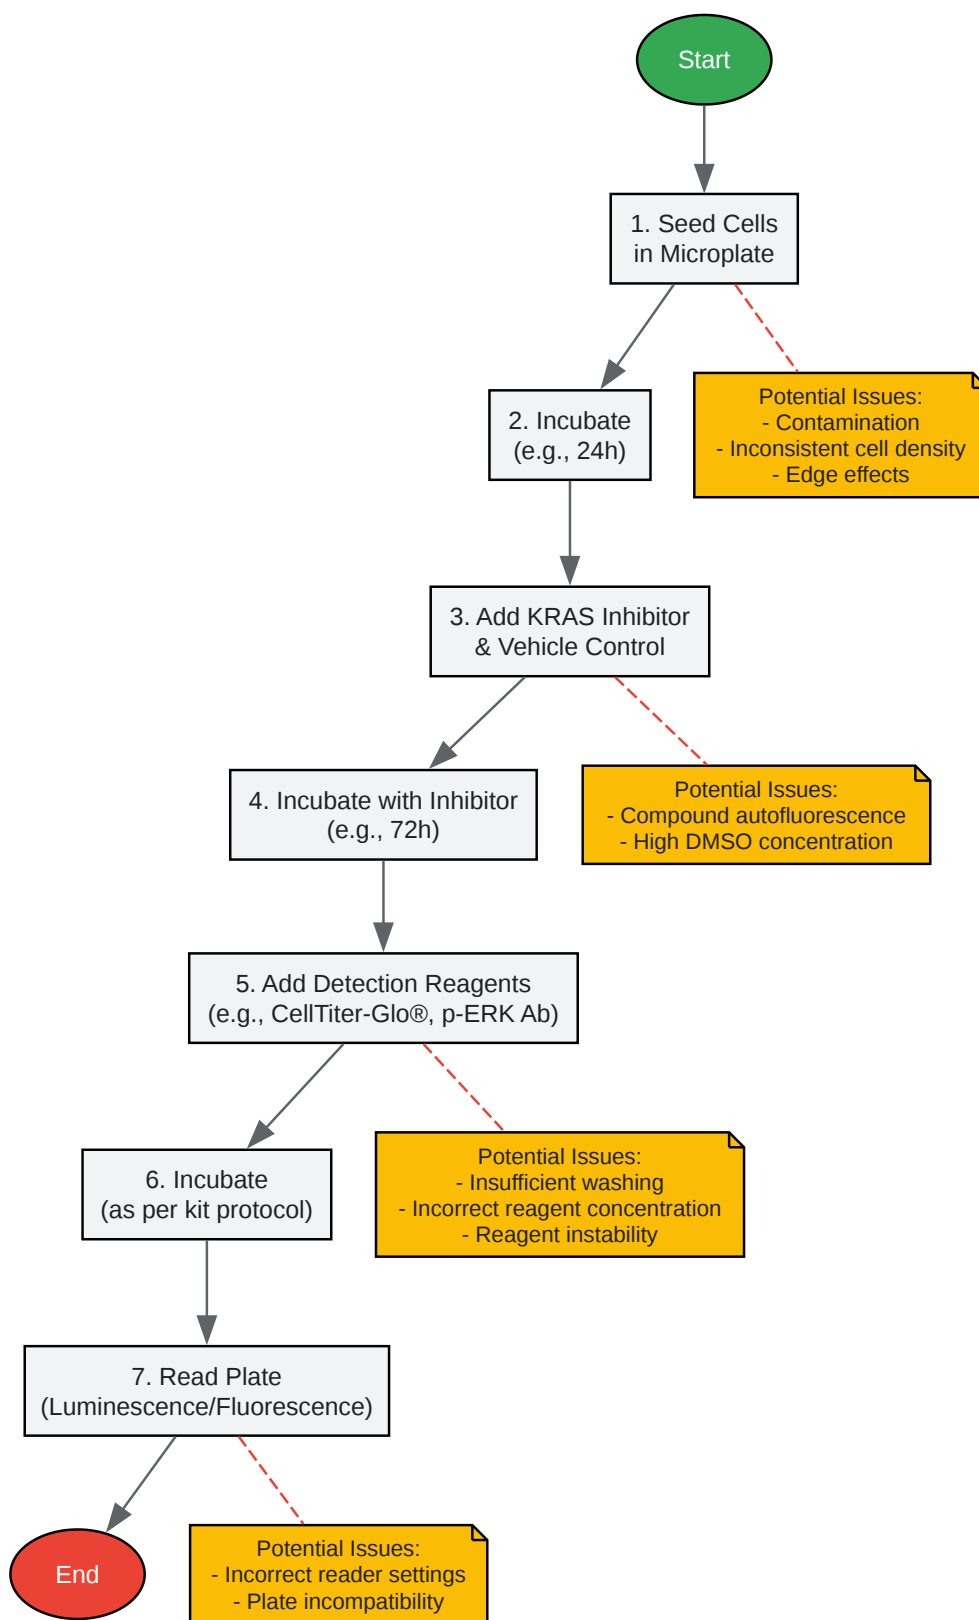 Start
1. Seed Cells
in Microplate
2. Incubate
(e.g., 24h)
Potential Issues:
- Contamination
- Inconsistent cell density
- Edge effects
3. Add KRAS Inhibitor
& Vehicle Control
4. Incubate with Inhibitor
(e.g., 72h)
Potential Issues:
- Compound autofluorescence
- High DMSO concentration
5. Add Detection Reagents
(e.g., CellTiter-Glo®, p-ERK Ab)
6. Incubate
(as per kit protocol)
Potential Issues:
- Insufficient washing
- Incorrect reagent concentration
- Reagent instability
7. Read Plate
(Luminescence/Fluorescence)
End
Potential Issues:
- Incorrect reader settings
- Plate incompatibility